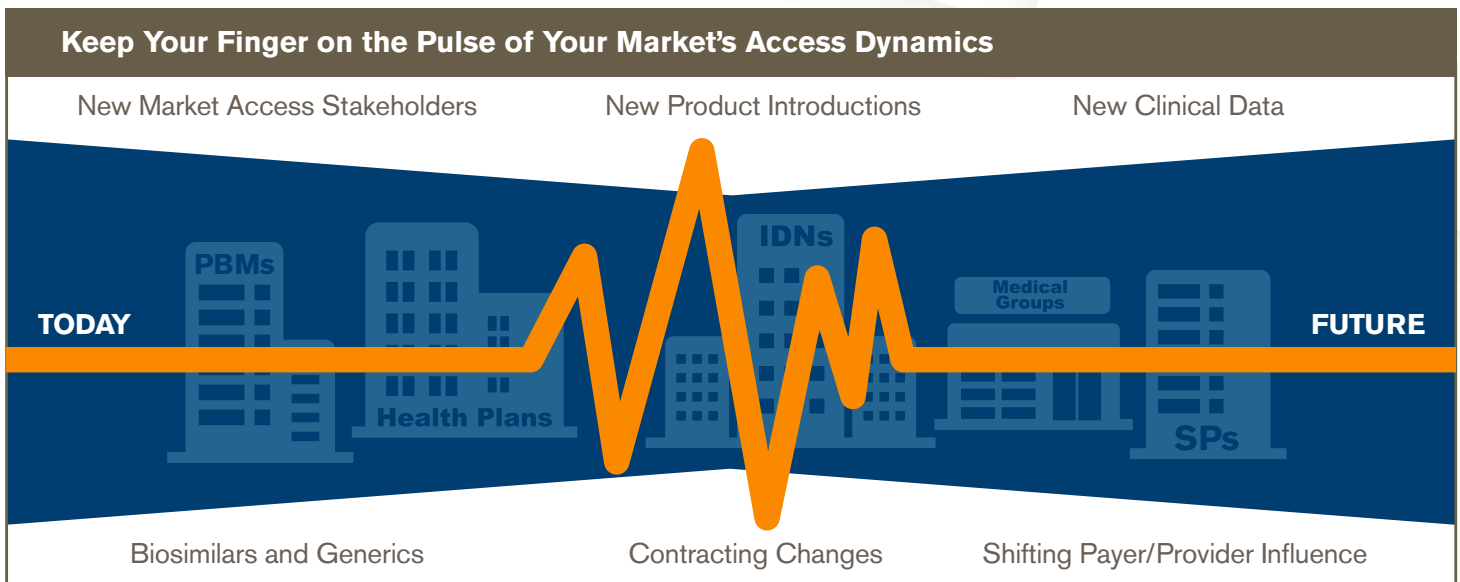 Keep Your Finger on the Pulse of Your Market’s Access Dynamics
New Market Access Stakeholders
New Product Introductions
New Clinical Data
TODAY
PBMs
Health Plans
IDNs
Medical
Groups
SPs
FUTURE
Biosimilars and Generics
Contracting Changes
Shifting Payer/Provider Influence